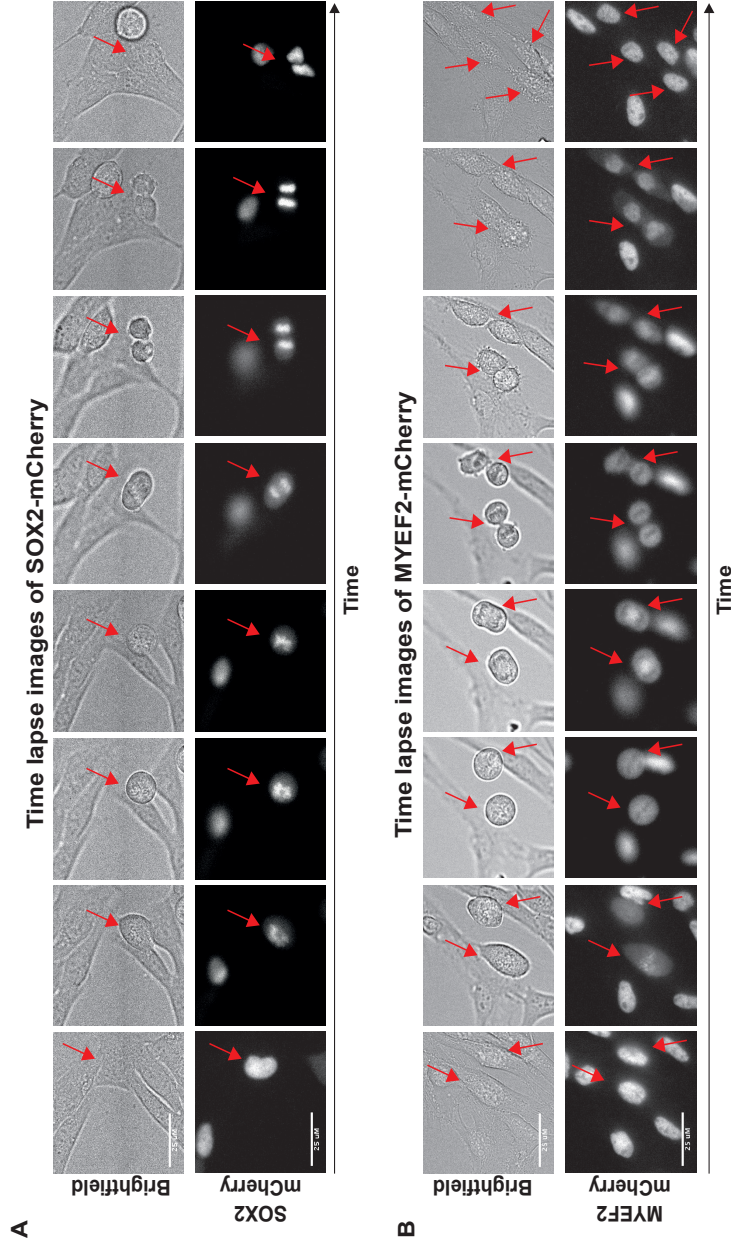 A
Time lapse images of SOX2-mCherry
Brightfield
25 uM
SOX2
mCherry
25 uM
Time
B
Time lapse images of MYEF2-mCherry
Brightfield
25 uM
MYEF2
mCherry
25 uM
Time